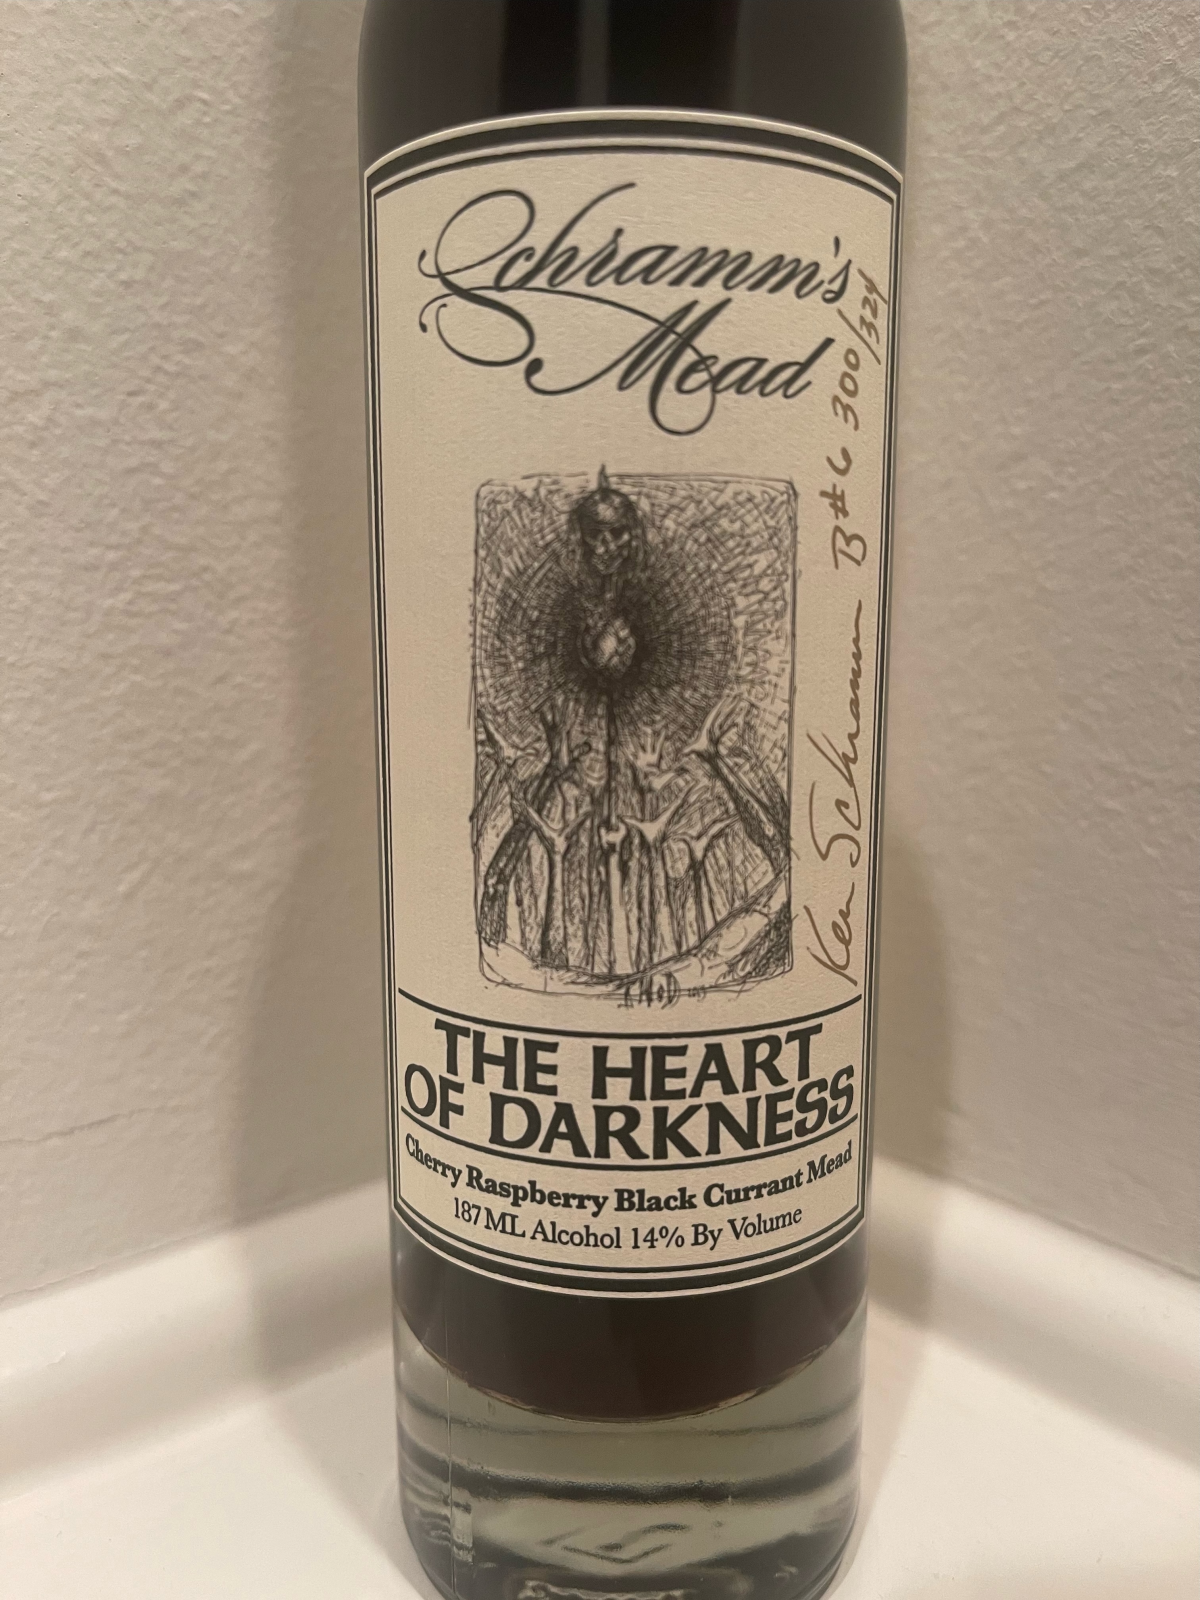 Schramm's
Mead
Ken Schramm B#6 300/324
THE HEART
OF DARKNESS
Cherry Raspberry Black Currant Mead
187 ML Alcohol 14% By Volume